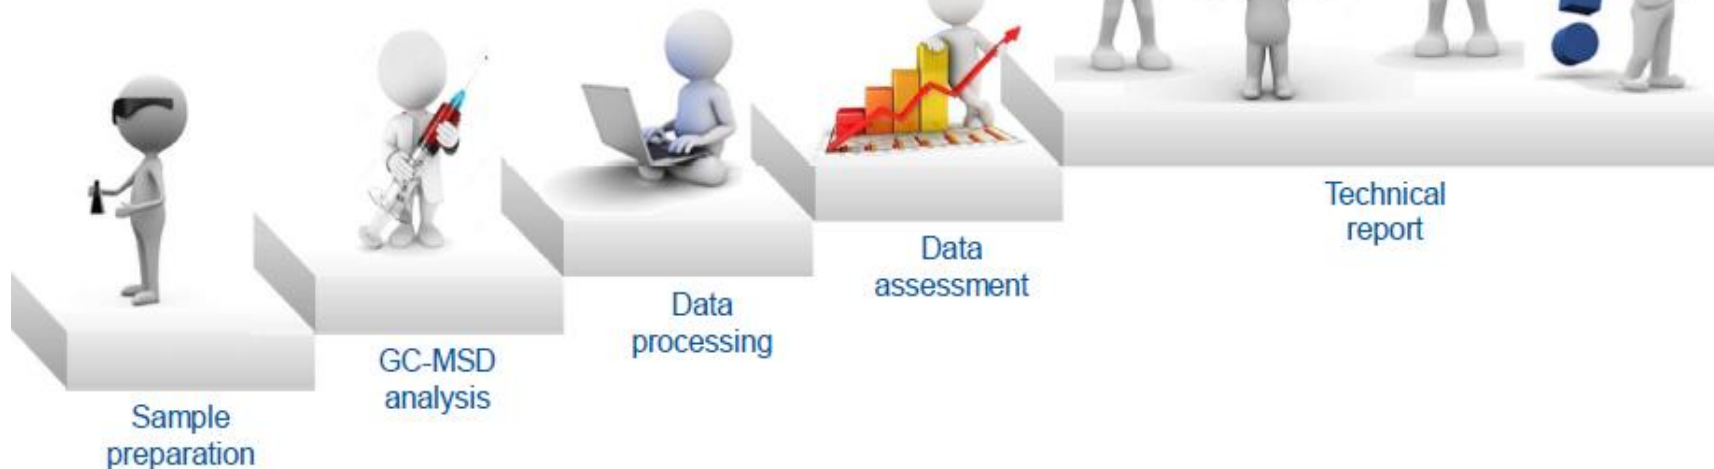 Sample
preparation
GC-MSD
analysis
Data
processing
Data
assessment
Technical
report